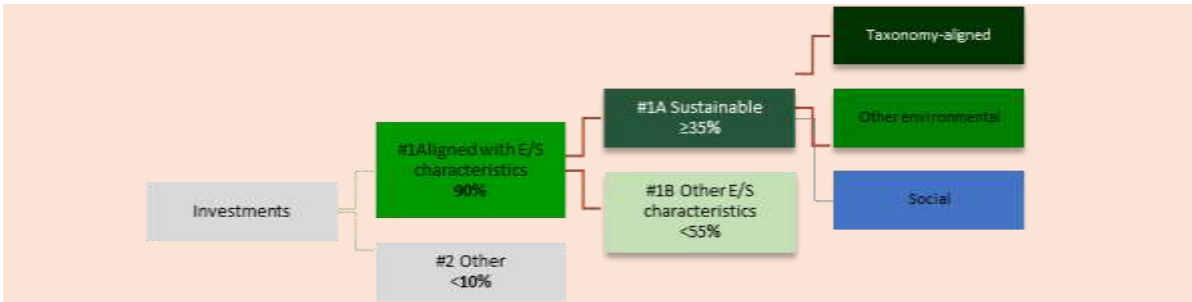 Taxonomy-aligned
#1A Sustainable
≥35%
Other environmental
#1Aligned with E/S
characteristics
90%
#1B Other E/S
characteristics
<55%
Social
Investments
#2 Other
<10%